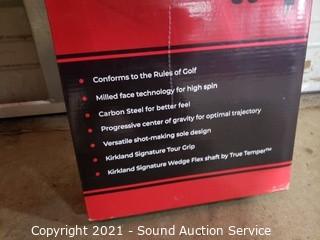 Conforms to the Rules of Golf
Milled face technology for high spin
Carbon Steel for better feel
Progressive center of gravity for optimal trajectory
Versatile shot-making sole design
Kirkland Signature Tour Grip
Kirkland Signature Wedge Flex shaft by True Temper™
Copyright 2021 - Sound Auction Service